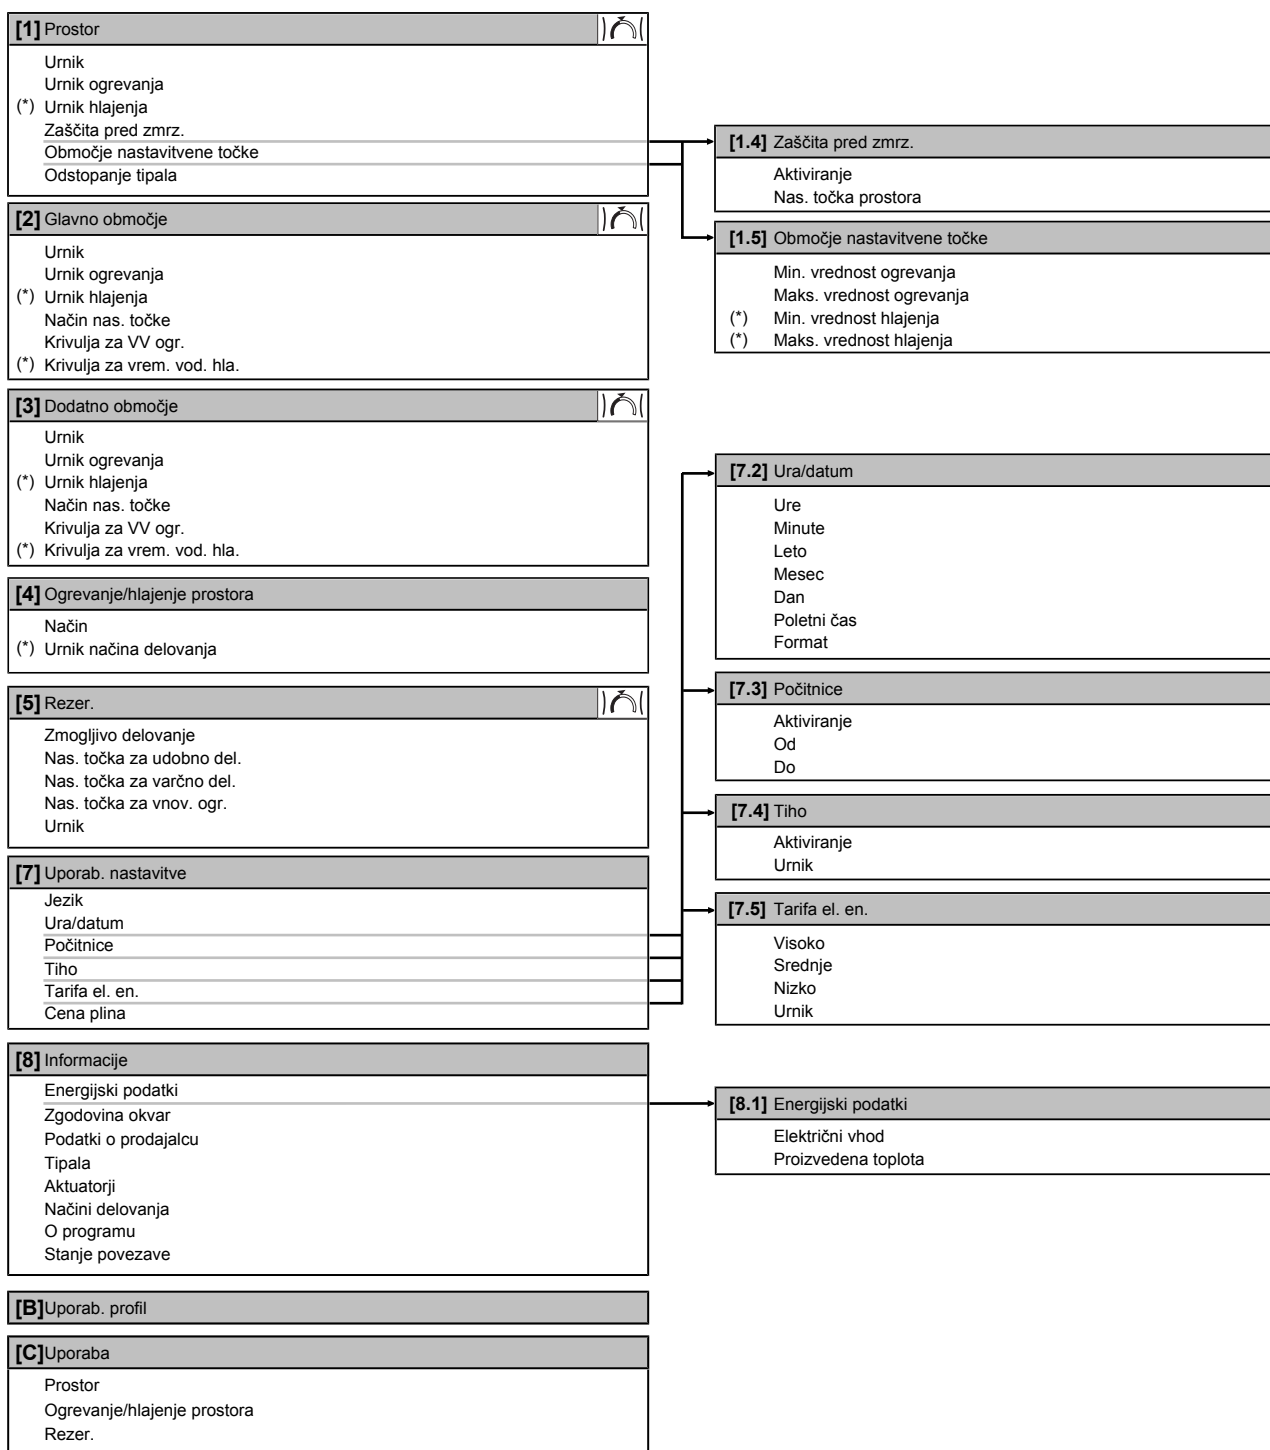 [1] Prostor
Urnik
Urnik ogrevanja
(*) Urnik hlajenja
Zaščita pred zmrz.
Območje nastavitvene točke
Odstopanje tipala
[2] Glavno območje
Urnik
Urnik ogrevanja
(*) Urnik hlajenja
Način nas. točke
Krivulja za VV ogr.
(*) Krivulja za vrem. vod. hla.
[3] Dodatno območje
Urnik
Urnik ogrevanja
(*) Urnik hlajenja
Način nas. točke
Krivulja za VV ogr.
(*) Krivulja za vrem. vod. hla.
[4] Ogrevanje/hlajenje prostora
Način
(*) Urnik načina delovanja
[5] Rezer.
Zmogljivo delovanje
Nas. točka za udobno del.
Nas. točka za varčno del.
Nas. točka za vnov. ogr.
Urnik
[7] Uporab. nastavitve
Jezik
Ura/datum
Počitnice
Tiho
Tarifa el. en.
Cena plina
[8] Informacije
Energijski podatki
Zgodovina okvar
Podatki o prodajalcu
Tipala
Aktuatorji
Načini delovanja
O programu
Stanje povezave
[B] Uporab. profil
[C] Uporaba
Prostor
Ogrevanje/hlajenje prostora
Rezer.
[1.4] Zaščita pred zmrz.
Aktiviranje
Nas. točka prostora
[1.5] Območje nastavitvene točke
Min. vrednost ogrevanja
Maks. vrednost ogrevanja
(*) Min. vrednost hlajenja
(*) Maks. vrednost hlajenja
[7.2] Ura/datum
Ure
Minute
Leto
Mesec
Dan
Poletni čas
Format
[7.3] Počitnice
Aktiviranje
Od
Do
[7.4] Tiho
Aktiviranje
Urnik
[7.5] Tarifa el. en.
Visoko
Srednje
Nizko
Urnik
[8.1] Energijski podatki
Električni vhod
Proizvedena toplota